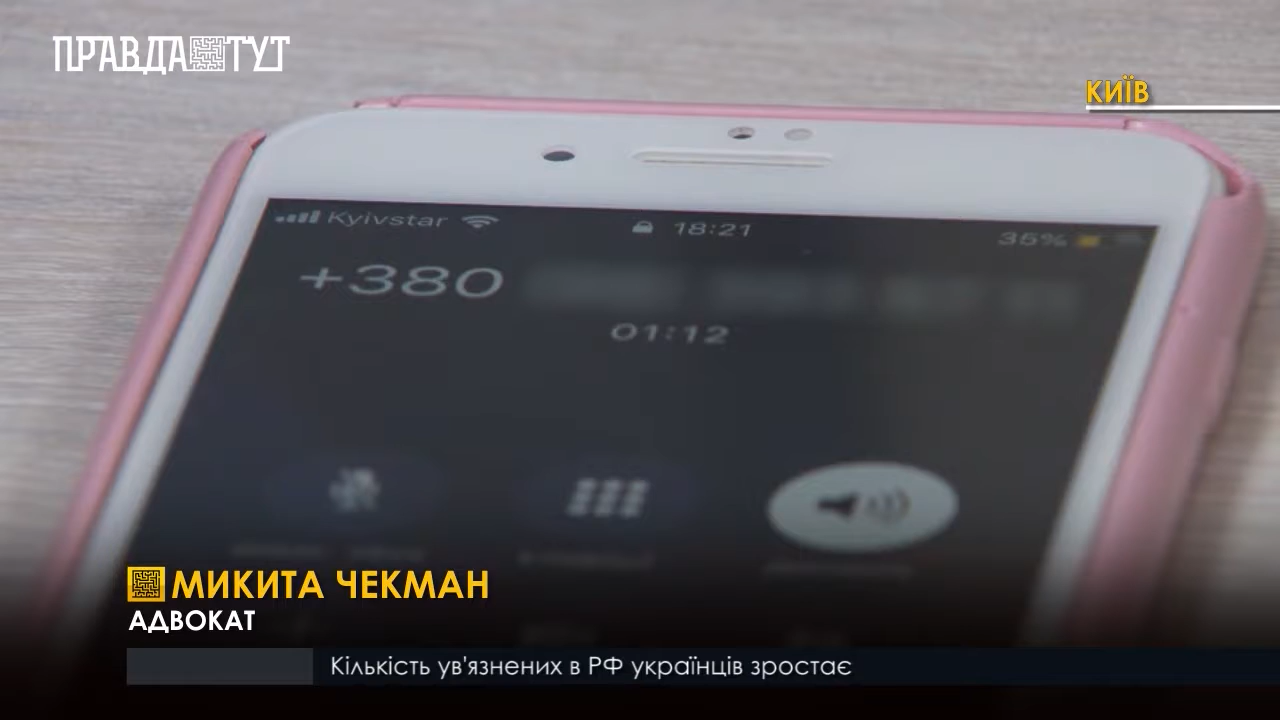 ПРАВДА ТУТ
КИЇВ
Kyivstar 18:21 35%
+380
01:12
МИКИТА ЧЕКМАН
АДВОКАТ
Кількість ув'язнених в РФ українців зростає